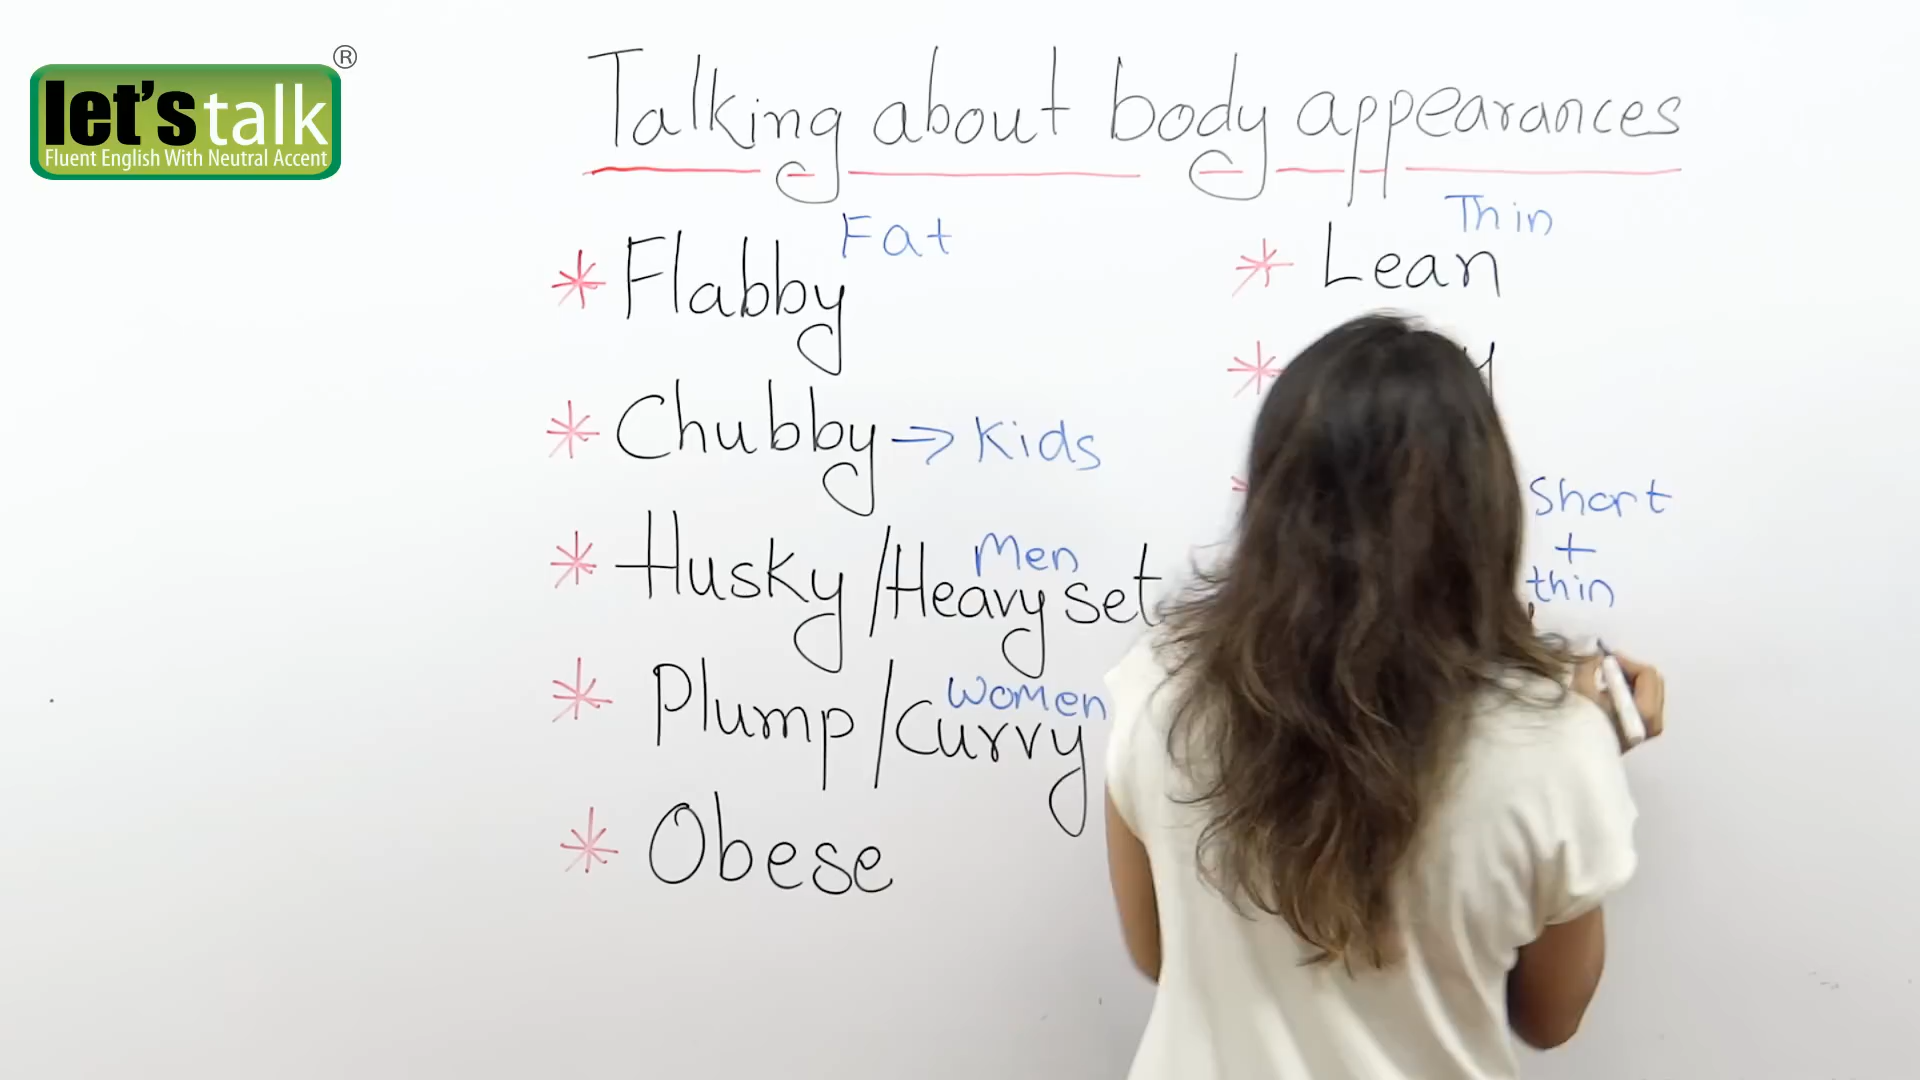 let's talk ®
Fluent English With Neutral Accent
Talking about body appearances
Fat
* Flabby
* Chubby → Kids
Men
* Husky / Heavy set
Women
* Plump / Curvy
* Obese
Thin
* Lean
*
*
Short
+
thin